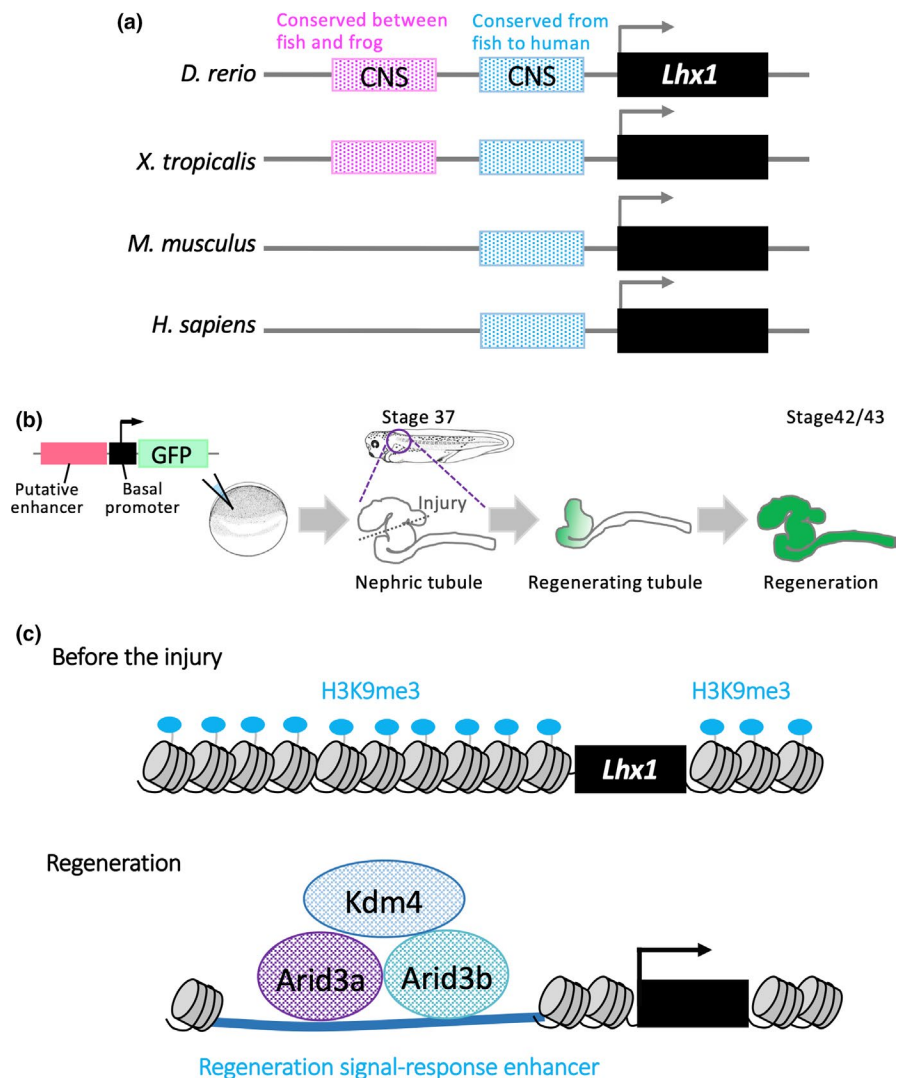 (a)
Conserved between
fish and frog
Conserved from
fish to human
D. rerio
CNS
CNS
Lhx1
X. tropicalis
M. musculus
H. sapiens
(b)
Stage 37
Stage42/43
GFP
Putative
enhancer
Basal
promoter
Injury
Nephric tubule
Regenerating tubule
Regeneration
(c)
Before the injury
H3K9me3
H3K9me3
Lhx1
Regeneration
Kdm4
Arid3a
Arid3b
Regeneration signal-response enhancer